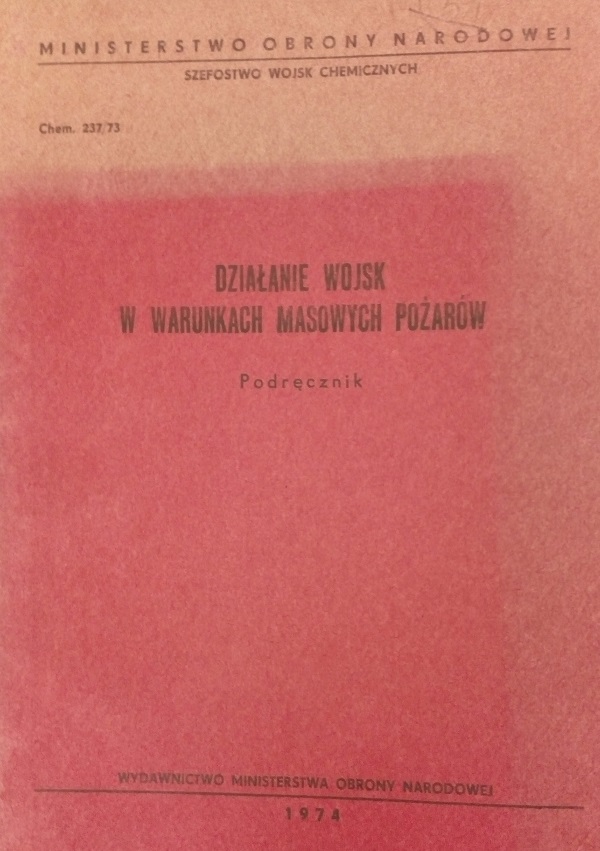 MINISTERSTWO OBRONY NARODOWEJ
SZEFOSTWO WOJSK CHEMICZNYCH
Chem. 237/73
DZIAŁANIE WOJSK
W WARUNKACH MASOWYCH POŻARÓW
Podręcznik
WYDAWNICTWO MINISTERSTWA OBRONY NARODOWEJ
1974